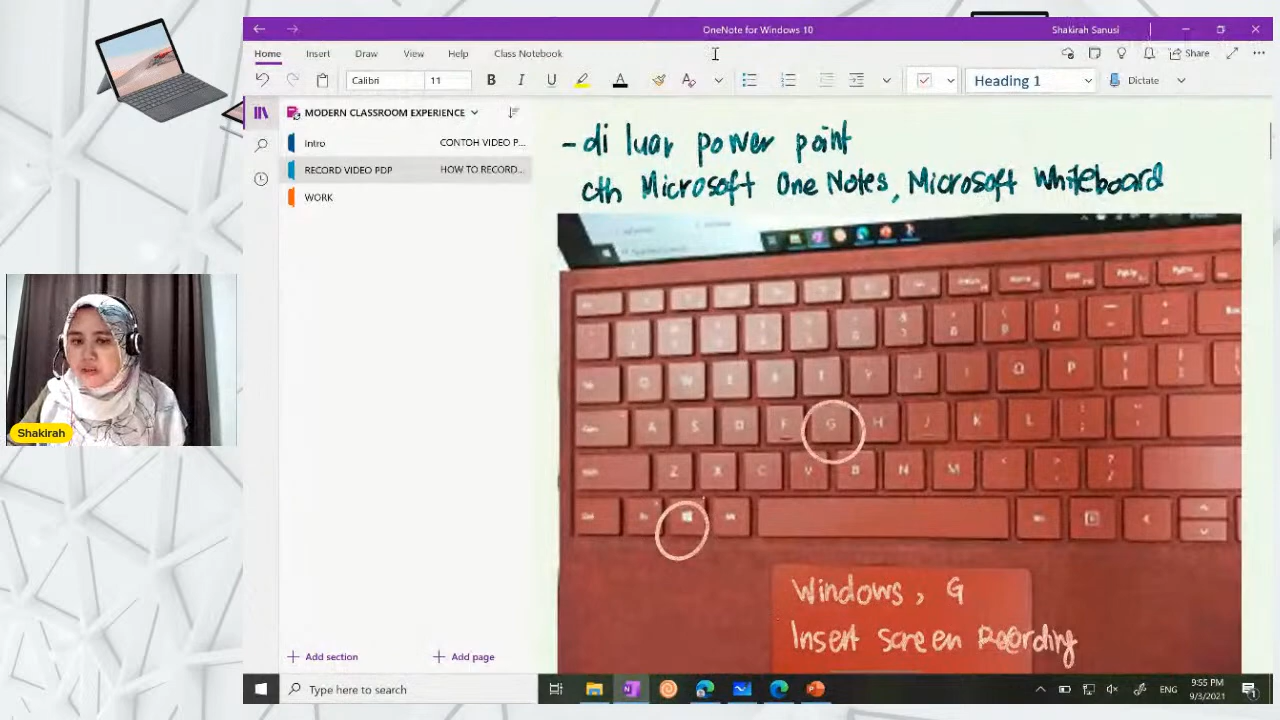 OneNote for Windows 10
Shakirah Sanusi
Home Insert Draw View Help Class Notebook
Share
Calibri 11 B I U A Heading 1 Dictate
MODERN CLASSROOM EXPERIENCE
Intro CONTOH VIDEO P...
RECORD VIDEO PDP HOW TO RECORD...
WORK
- di luar power point
cth Microsoft One Notes, Microsoft Whiteboard
Q W E T Y J I O P
A S D F G H J K L
Z X C V B N M
Windows, G
Insert screen Recording
Shakirah
Add section Add page
Type here to search
ENG
9:55 PM
9/3/2021